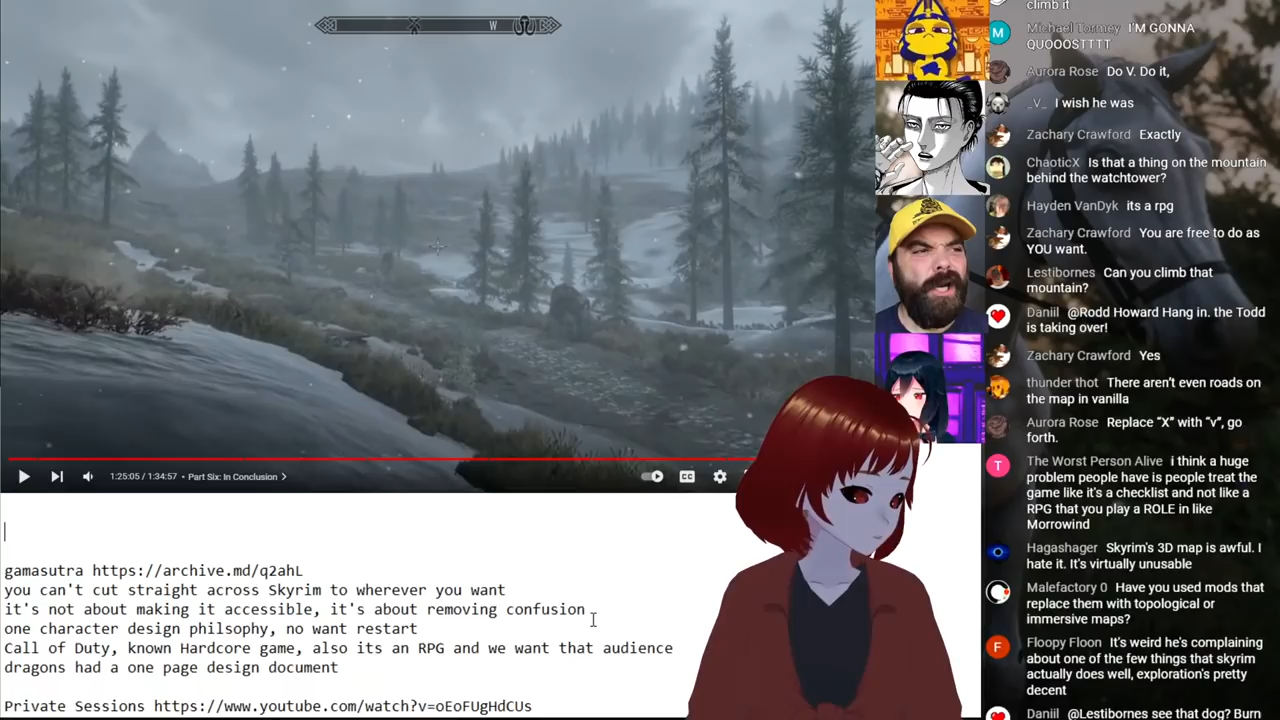 W
1:25:05 / 1:34:57 • Part Six: In Conclusion >
CC
gamasutra https://archive.md/q2ahL
you can't cut straight across Skyrim to wherever you want
it's not about making it accessible, it's about removing confusion
one character design philsophy, no want restart
Call of Duty, known Hardcore game, also its an RPG and we want that audience
dragons had a one page design document
Private Sessions https://www.youtube.com/watch?v=oEoFUgHdCUs
climb it
M
Michael Tormey I'M GONNA
QUOOOSTTTT
Aurora Rose Do V. Do it,
_V_ I wish he was
Zachary Crawford Exactly
ChaoticX Is that a thing on the mountain
behind the watchtower?
Hayden VanDyk its a rpg
Zachary Crawford You are free to do as
YOU want.
Lestibornes Can you climb that
mountain?
Daniil @Rodd Howard Hang in. the Todd
is taking over!
Zachary Crawford Yes
thunder thot There aren't even roads on
the map in vanilla
Aurora Rose Replace “X” with “v”, go
forth.
T
The Worst Person Alive i think a huge
problem people have is people treat the
game like it's a checklist and not like a
RPG that you play a ROLE in like
Morrowind
Hagashager Skyrim's 3D map is awful. I
hate it. It's virtually unusable
Malefactory 0 Have you used mods that
replace them with topological or
immersive maps?
F
Floopy Floon It's weird he's complaining
about one of the few things that skyrim
actually does well, exploration's pretty
decent
Daniil @Lestibornes see that dog? Burn